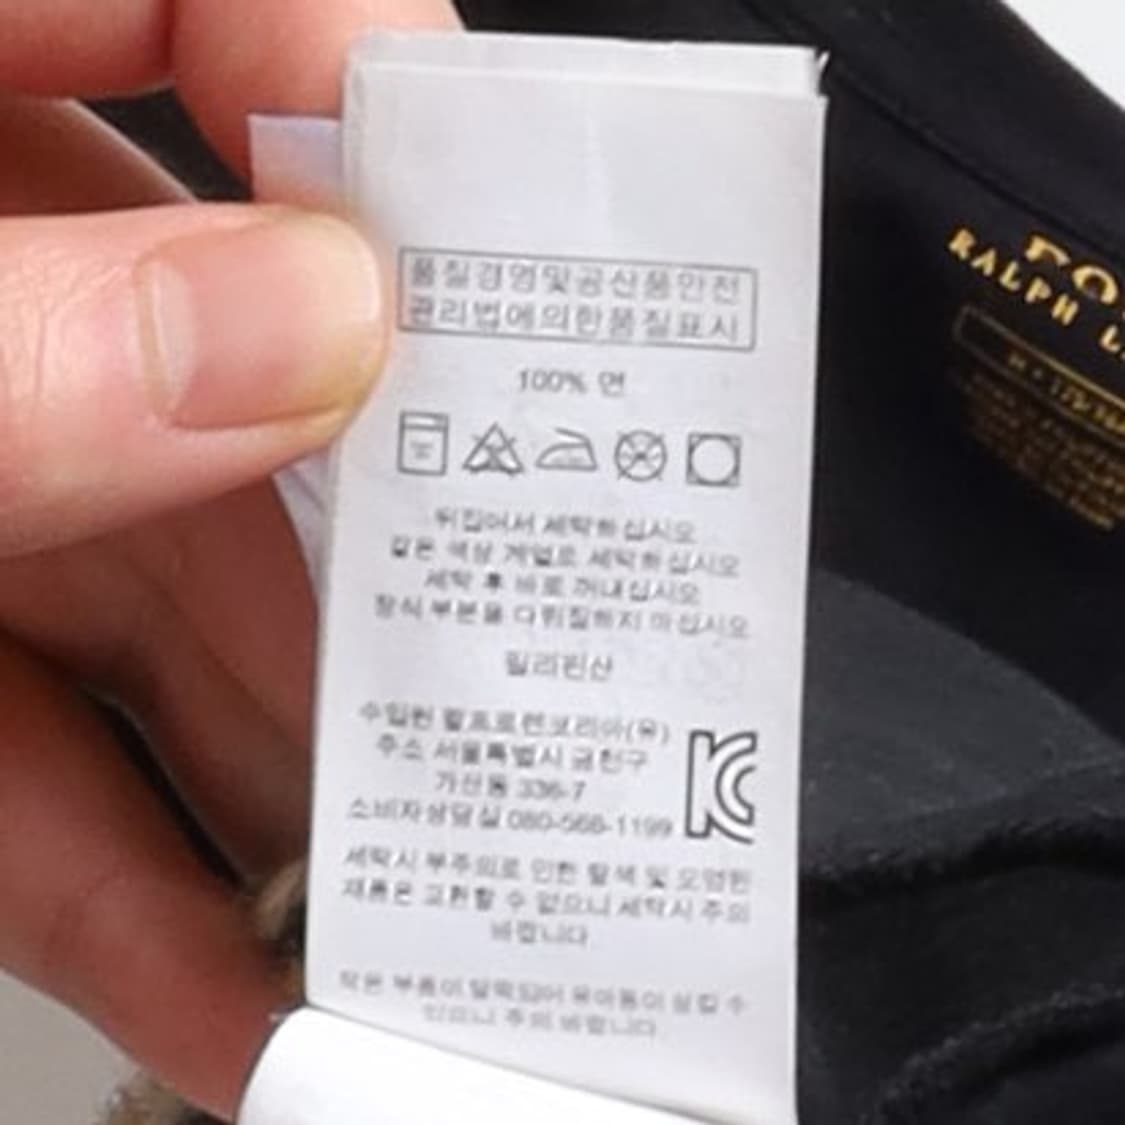 품질경영및공산품안전
관리법에의한품질표시
100% 면
뒤집어서 세탁하십시오
같은 색상 계열로 세탁하십시오
세탁 후 바로 꺼내십시오
장식 부분을 다림질하지 마십시오
필리핀산
수입원 랄프로렌코리아(유)
주소 서울특별시 금천구
가산동 336-7
소비자상담실 080-566-1199
세탁시 부주의로 인한 탈색 및 오염된
제품은 교환할 수 없으니 세탁시 주의
바랍니다
작은 부품이 탈락되어 유아동이 삼킬 수
있으니 주의 바랍니다
RALPH